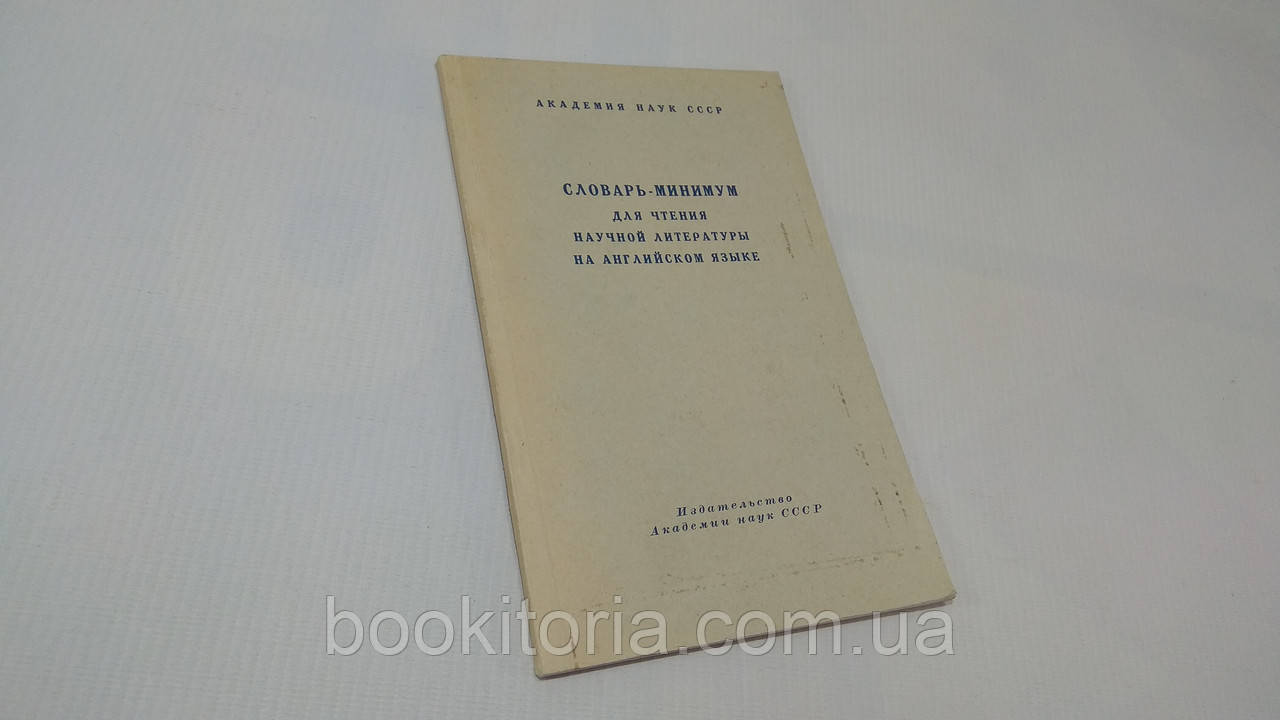 АКАДЕМИЯ НАУК СССР
СЛОВАРЬ-МИНИМУМ
ДЛЯ ЧТЕНИЯ
НАУЧНОЙ ЛИТЕРАТУРЫ
НА АНГЛИЙСКОМ ЯЗЫКЕ
Издательство
Академии наук СССР
bookitoria.com.ua